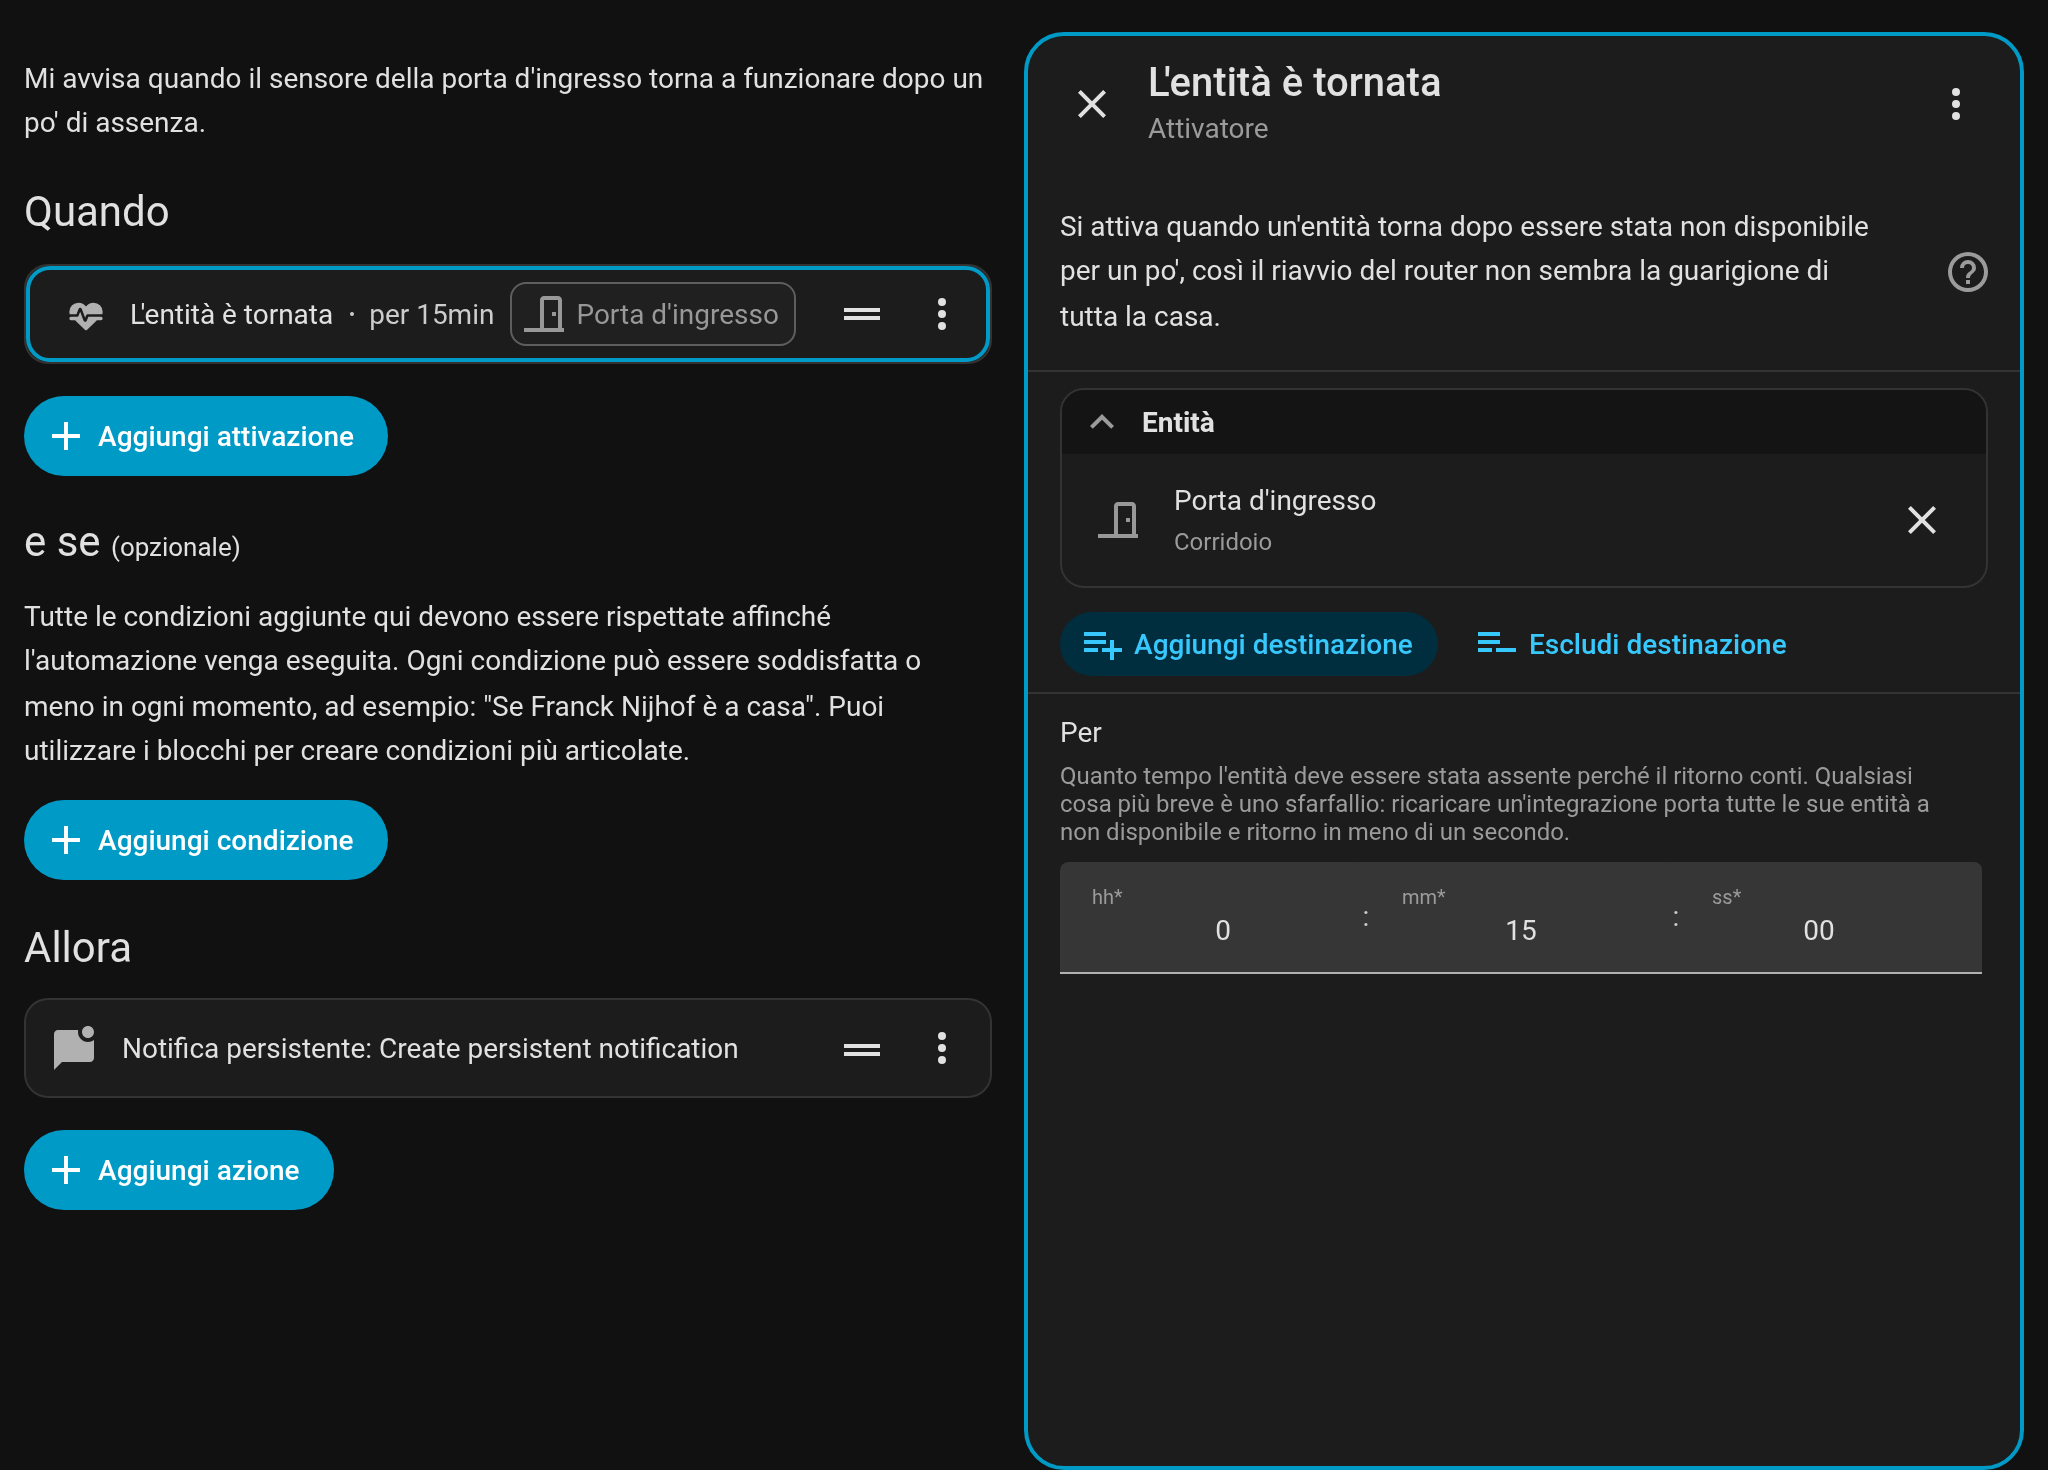 Mi avvisa quando il sensore della porta d'ingresso torna a funzionare dopo un
po' di assenza.
Quando
L'entità è tornata · per 15min Porta d'ingresso
Aggiungi attivazione
e se (opzionale)
Tutte le condizioni aggiunte qui devono essere rispettate affinché
l'automazione venga eseguita. Ogni condizione può essere soddisfatta o
meno in ogni momento, ad esempio: "Se Franck Nijhof è a casa". Puoi
utilizzare i blocchi per creare condizioni più articolate.
Aggiungi condizione
Allora
Notifica persistente: Create persistent notification
Aggiungi azione
L'entità è tornata
Attivatore
Si attiva quando un'entità torna dopo essere stata non disponibile
per un po', così il riavvio del router non sembra la guarigione di
tutta la casa.
Entità
Porta d'ingresso
Corridoio
Aggiungi destinazione Escludi destinazione
Per
Quanto tempo l'entità deve essere stata assente perché il ritorno conti. Qualsiasi
cosa più breve è uno sfarfallio: ricaricare un'integrazione porta tutte le sue entità a
non disponibile e ritorno in meno di un secondo.
hh* mm* ss*
0 : 15 : 00